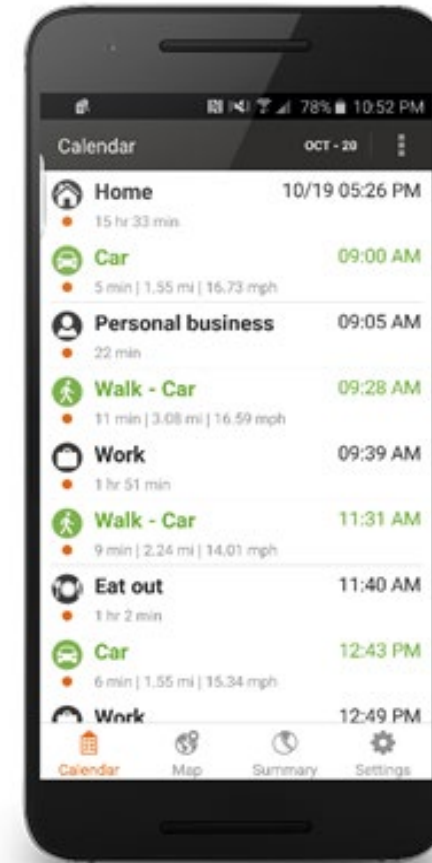 78% 10:52 PM
Calendar OCT - 20
Home 10/19 05:26 PM
15 hr 33 min
Car 09:00 AM
5 min | 1.55 mi | 16.73 mph
Personal business 09:05 AM
22 min
Walk - Car 09:28 AM
11 min | 3.08 mi | 16.59 mph
Work 09:39 AM
1 hr 51 min
Walk - Car 11:31 AM
9 min | 2.24 mi | 14.01 mph
Eat out 11:40 AM
1 hr 2 min
Car 12:43 PM
6 min | 1.55 mi | 15.34 mph
Work 12:49 PM
Calendar Map Summary Settings